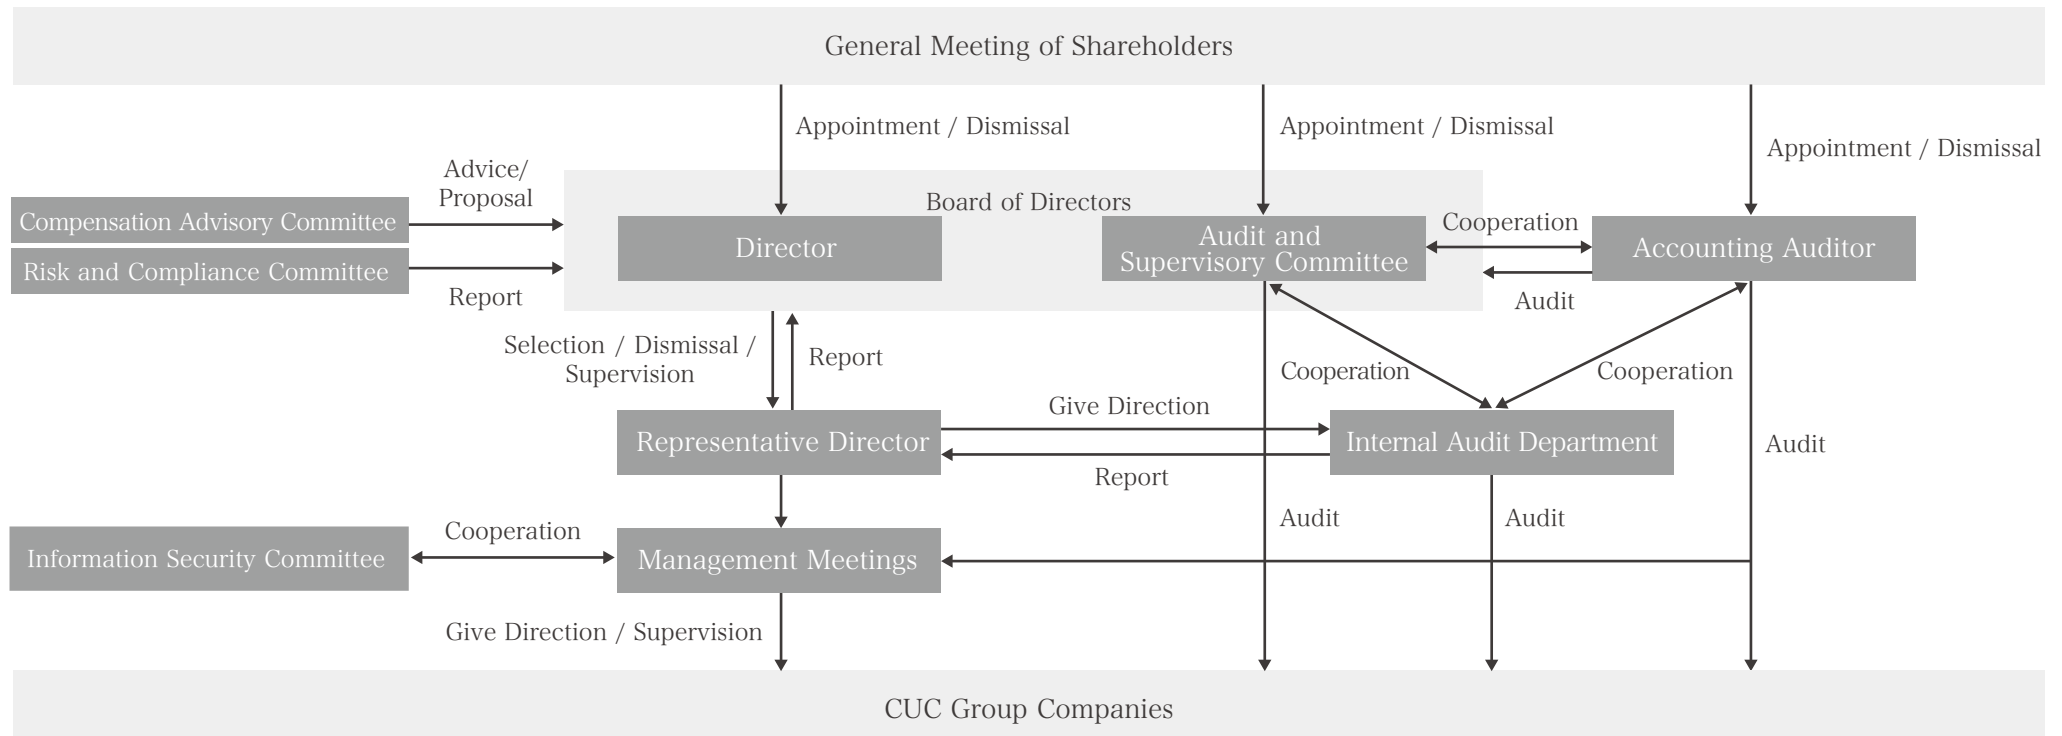 General Meeting of Shareholders
Appointment / Dismissal
Appointment / Dismissal
Appointment / Dismissal
Advice/
Proposal
Board of Directors
Compensation Advisory Committee
Risk and Compliance Committee
Report
Director
Audit and
Supervisory Committee
Cooperation
Accounting Auditor
Audit
Selection / Dismissal /
Supervision
Report
Cooperation
Cooperation
Give Direction
Representative Director
Internal Audit Department
Audit
Report
Audit
Audit
Cooperation
Information Security Committee
Management Meetings
Give Direction / Supervision
CUC Group Companies